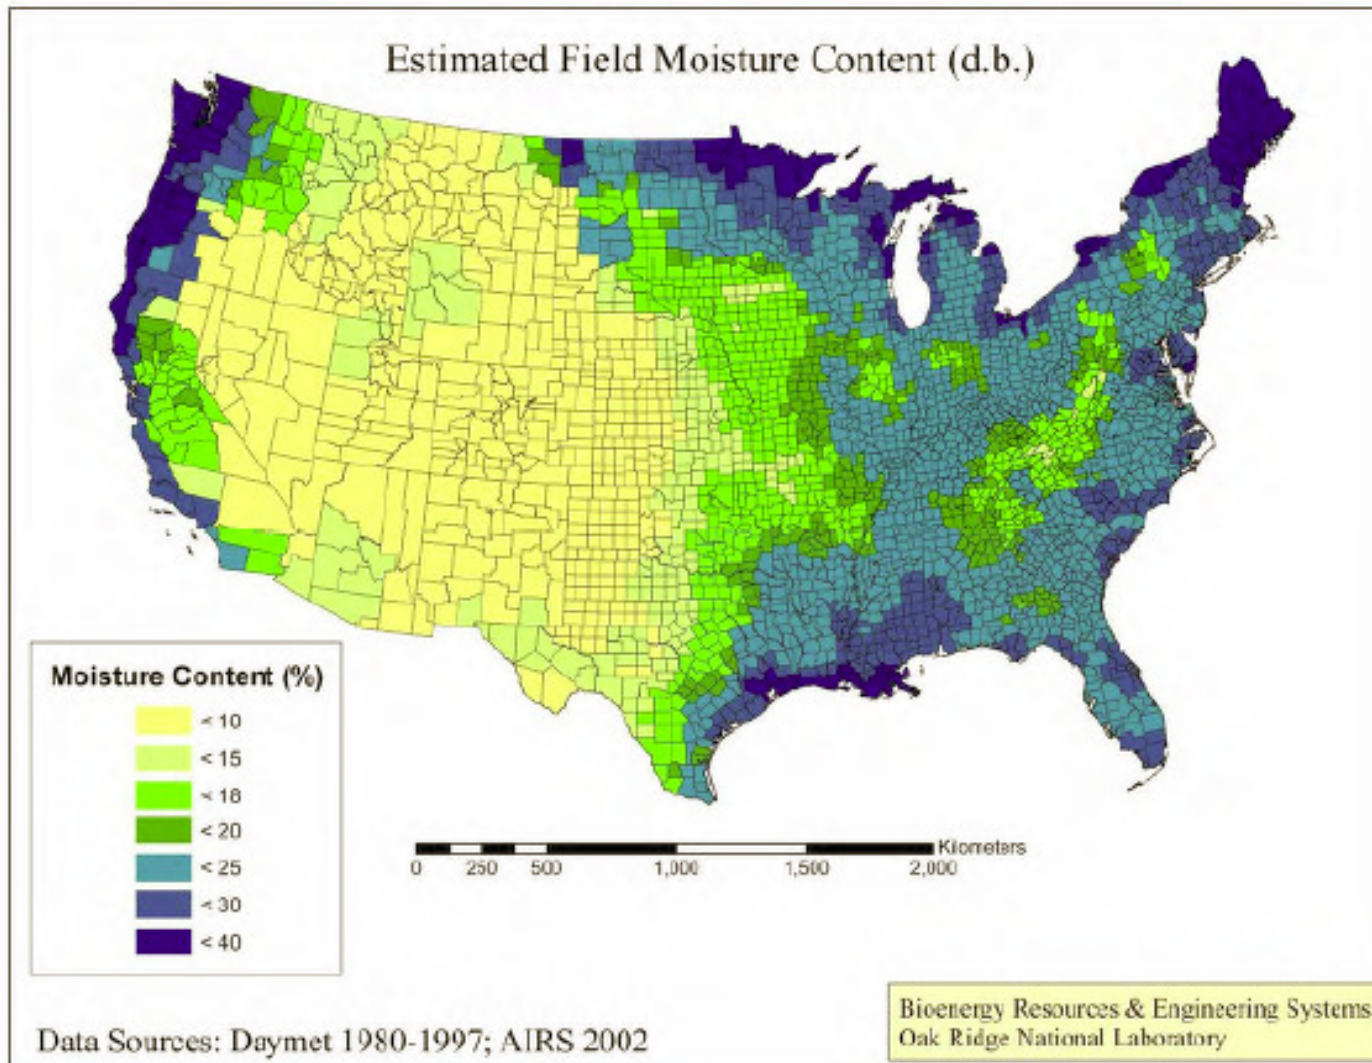 Estimated Field Moisture Content (d.b.)
Moisture Content (%)
< 10
< 15
< 18
< 20
< 25
< 30
< 40
Kilometers
0 250 500 1,000 1,500 2,000
Data Sources: Daymet 1980-1997; AIRS 2002
Bioenergy Resources & Engineering Systems
Oak Ridge National Laboratory